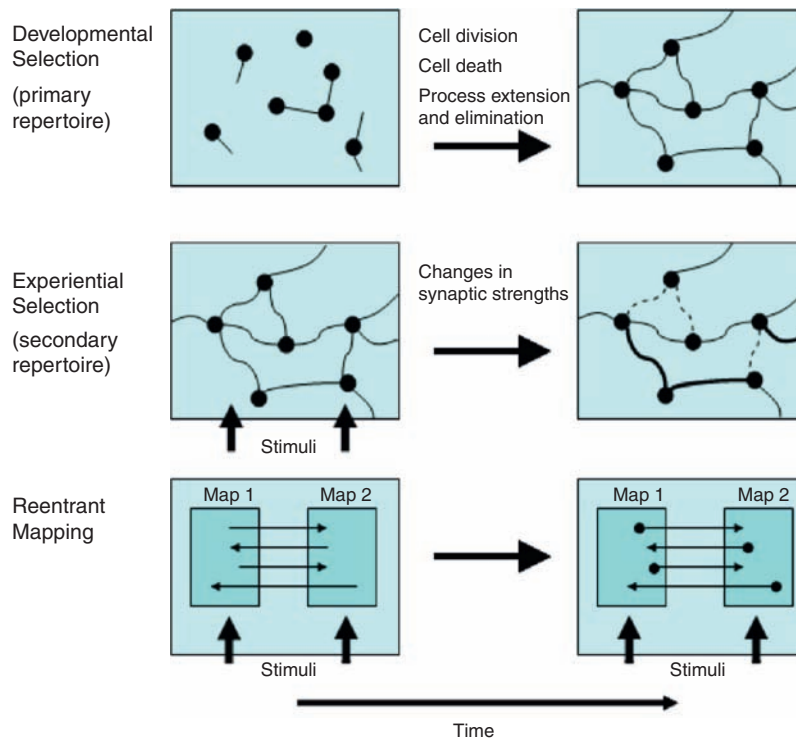 Developmental
Selection
(primary
repertoire)
Cell division
Cell death
Process extension
and elimination
Experiential
Selection
(secondary
repertoire)
Changes in
synaptic strengths
Stimuli
Reentrant
Mapping
Map 1
Map 2
Map 1
Map 2
Stimuli
Stimuli
Time